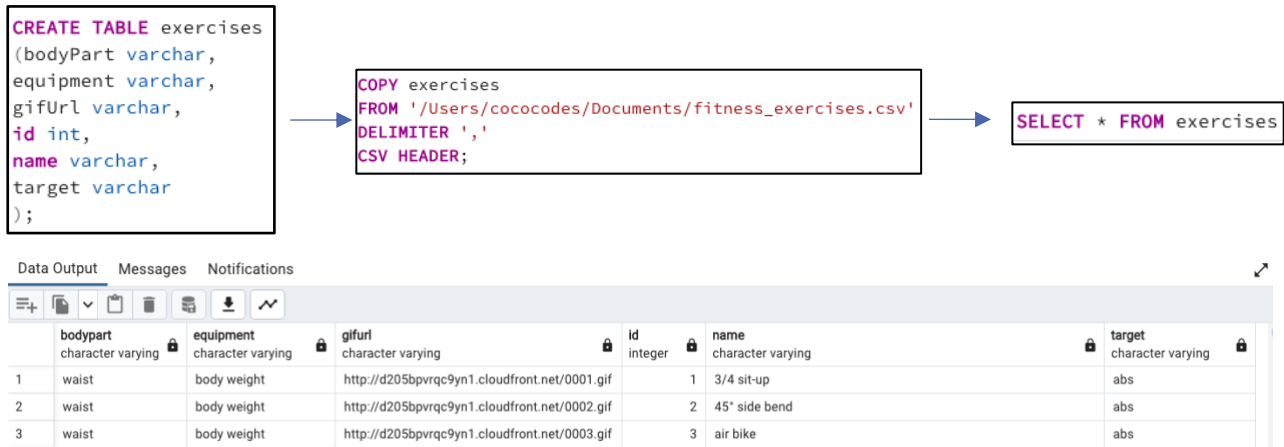 CREATE TABLE exercises
(bodyPart varchar,
equipment varchar,
gifUrl varchar,
id int,
name varchar,
target varchar
);
COPY exercises
FROM '/Users/cococodes/Documents/fitness_exercises.csv'
DELIMITER ','
CSV HEADER;
SELECT * FROM exercises
Data Output Messages Notifications
bodypart equipment gifurl id name target
character varying character varying character varying integer character varying character varying
1 waist body weight http://d205bpvrqc9yn1.cloudfront.net/0001.gif 1 3/4 sit-up abs
2 waist body weight http://d205bpvrqc9yn1.cloudfront.net/0002.gif 2 45° side bend abs
3 waist body weight http://d205bpvrqc9yn1.cloudfront.net/0003.gif 3 air bike abs